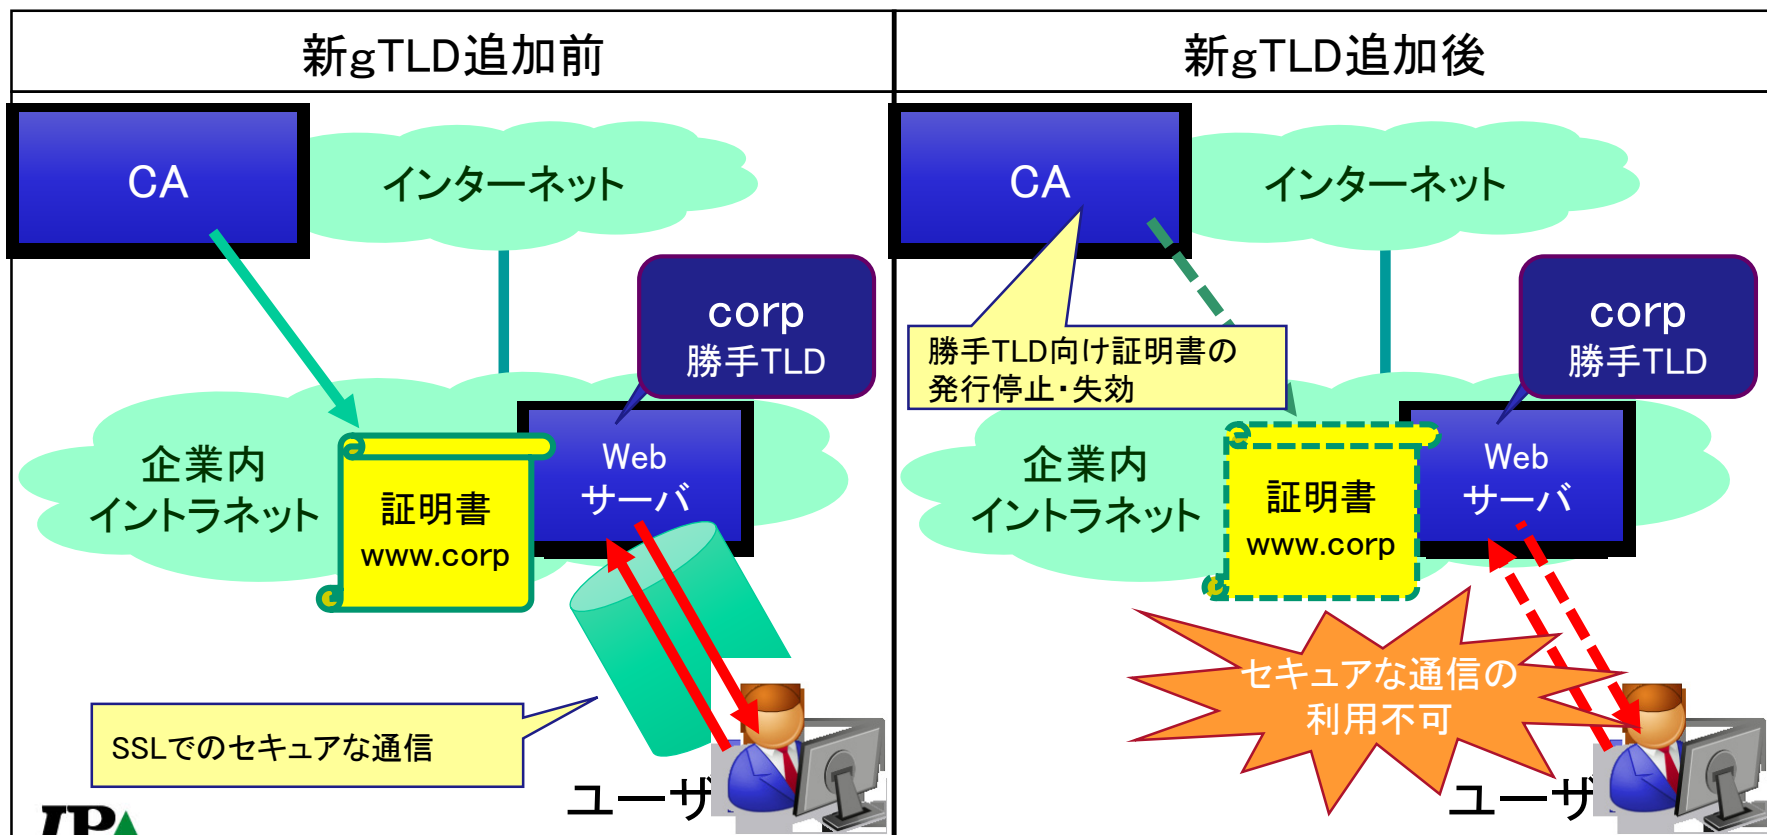 新gTLD追加前
CA
インターネット
corp
勝手TLD
企業内
イントラネット
証明書
www.corp
Web
サーバ
SSLでのセキュアな通信
ユーザ
新gTLD追加後
CA
インターネット
corp
勝手TLD
勝手TLD向け証明書の
発行停止・失効
企業内
イントラネット
証明書
www.corp
Web
サーバ
セキュアな通信の
利用不可
ユーザ